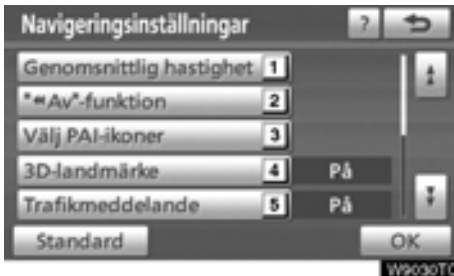 Navigeringsinställningar ?
Genomsnittlig hastighet 1
"⏪Av"-funktion 2
Välj PAI-ikoner 3
3D-landmärke 4 På
Trafikmeddelande 5 På
Standard OK